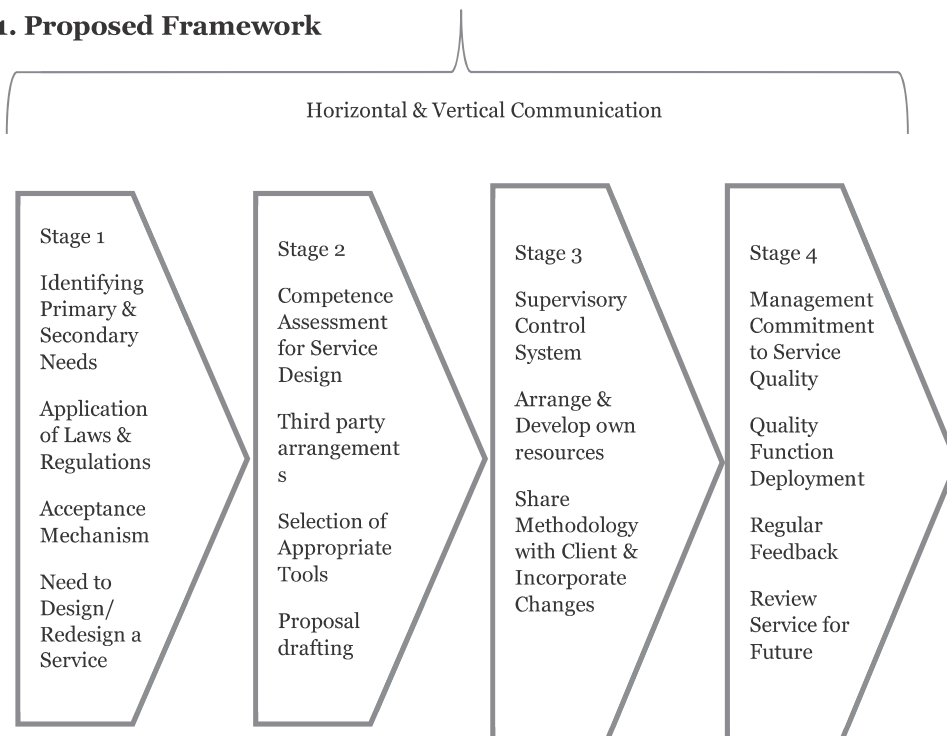 1. Proposed Framework
Horizontal & Vertical Communication
Stage 1
Identifying
Primary &
Secondary
Needs
Application
of Laws &
Regulations
Acceptance
Mechanism
Need to
Design/
Redesign a
Service
Stage 2
Competence
Assessment
for Service
Design
Third party
arrangement
s
Selection of
Appropriate
Tools
Proposal
drafting
Stage 3
Supervisory
Control
System
Arrange &
Develop own
resources
Share
Methodology
with Client &
Incorporate
Changes
Stage 4
Management
Commitment
to Service
Quality
Quality
Function
Deployment
Regular
Feedback
Review
Service for
Future